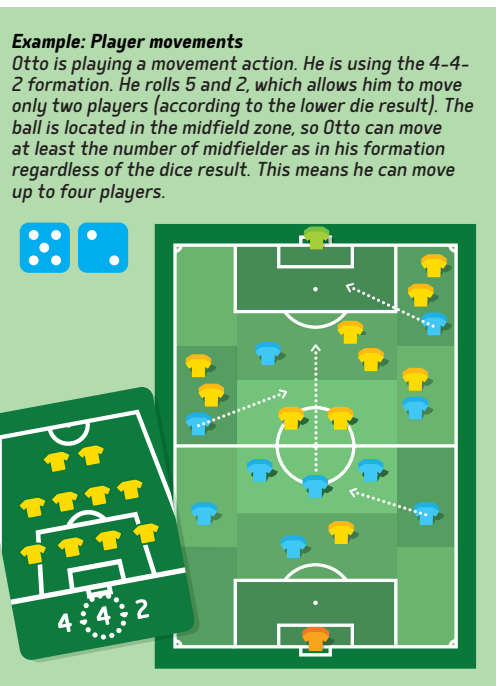 Example: Player movements
Otto is playing a movement action. He is using the 4-4-
2 formation. He rolls 5 and 2, which allows him to move
only two players (according to the lower die result). The
ball is located in the midfield zone, so Otto can move
at least the number of midfielder as in his formation
regardless of the dice result. This means he can move
up to four players.
4-4-2